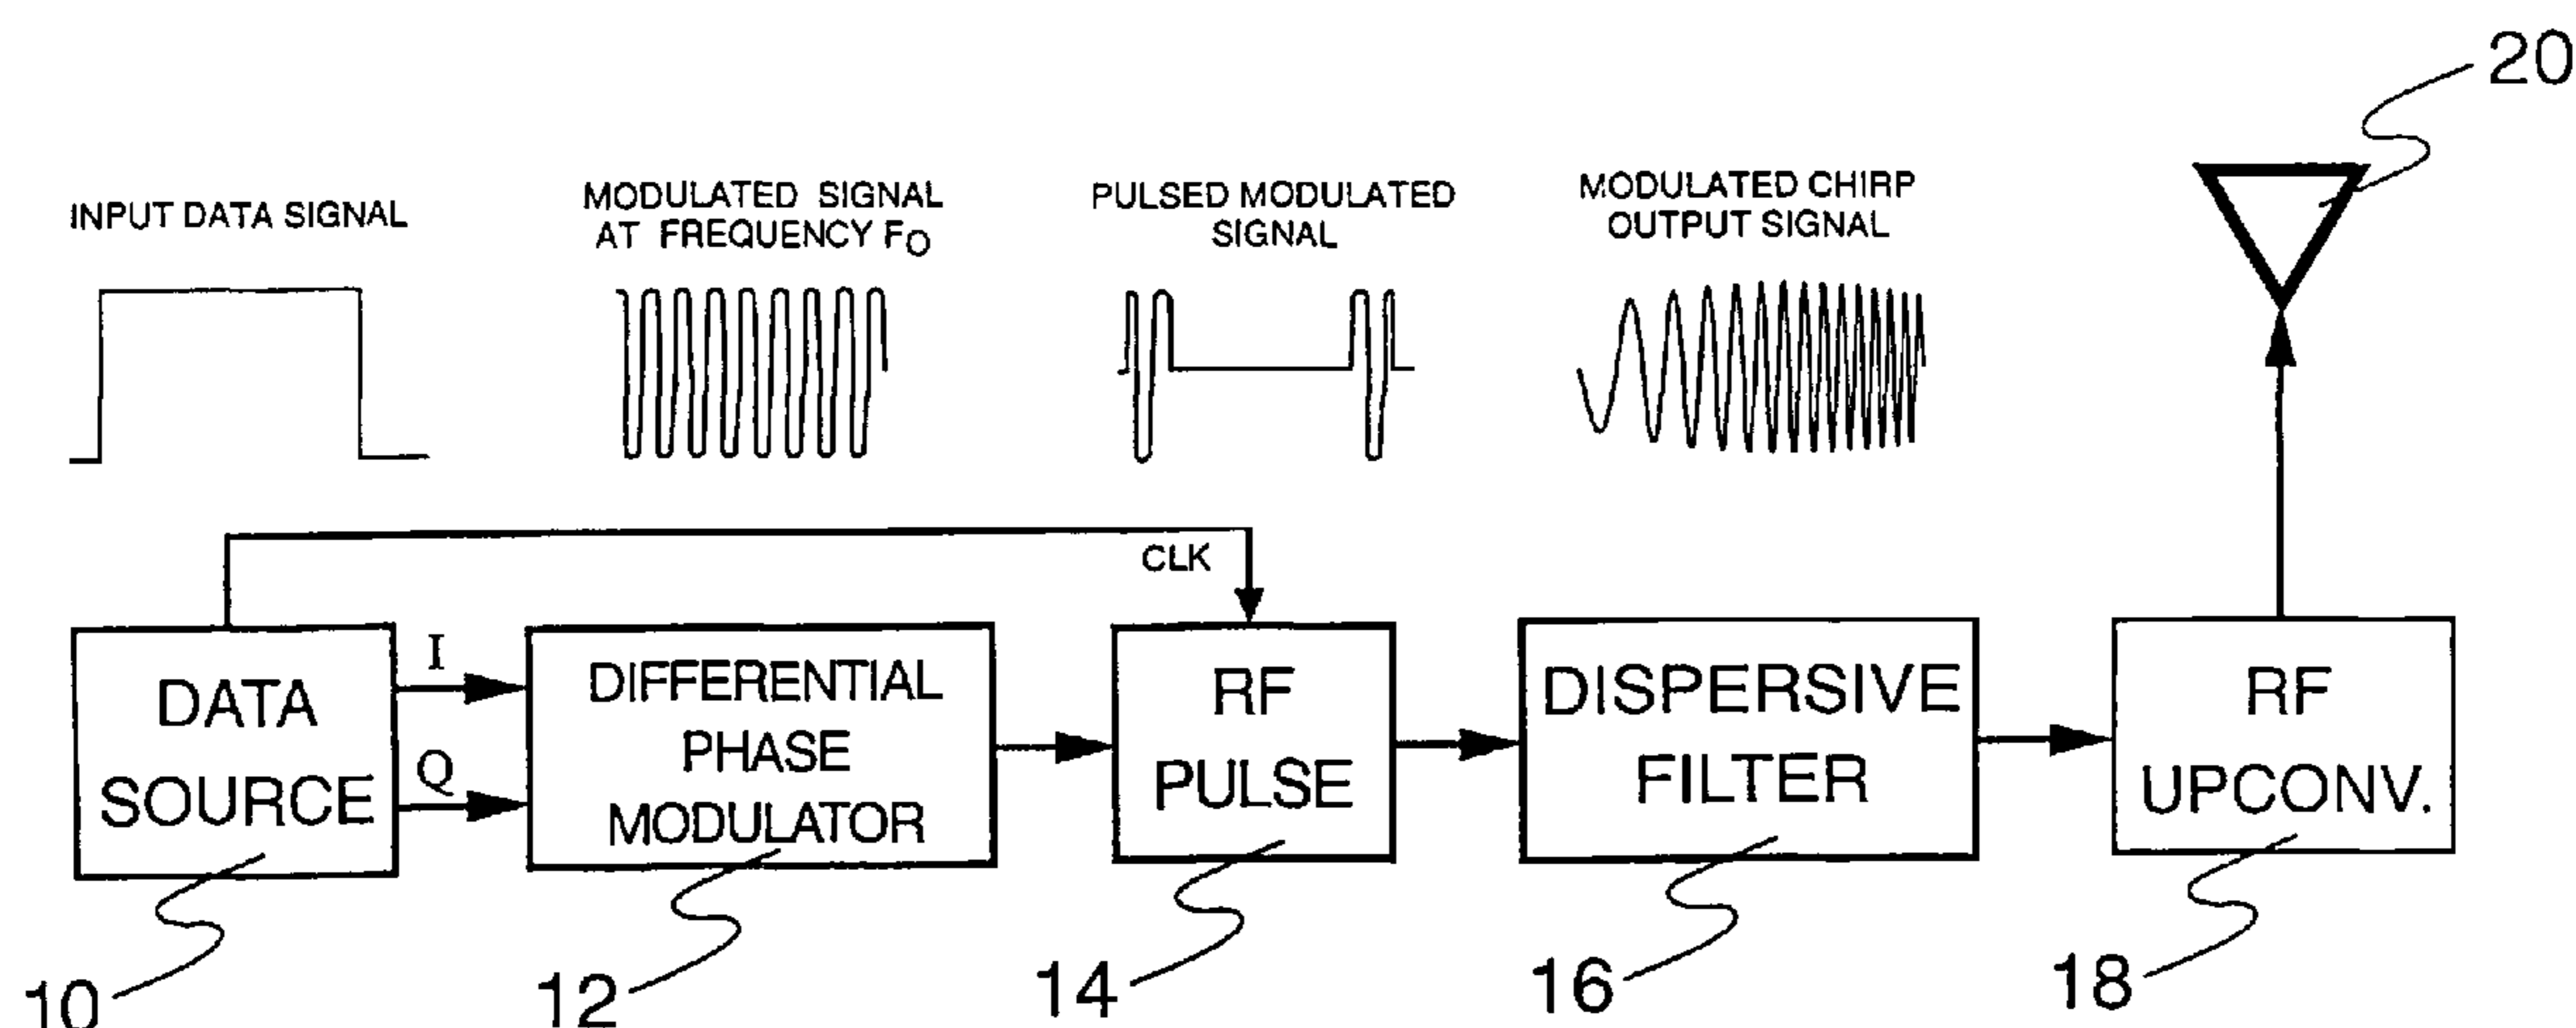 20
INPUT DATA SIGNAL
MODULATED SIGNAL
AT FREQUENCY FO
PULSED MODULATED
SIGNAL
MODULATED CHIRP
OUTPUT SIGNAL
CLK
DATA
SOURCE
I
Q
DIFFERENTIAL
PHASE
MODULATOR
RF
PULSE
DISPERSIVE
FILTER
RF
UPCONV.
10
12
14
16
18